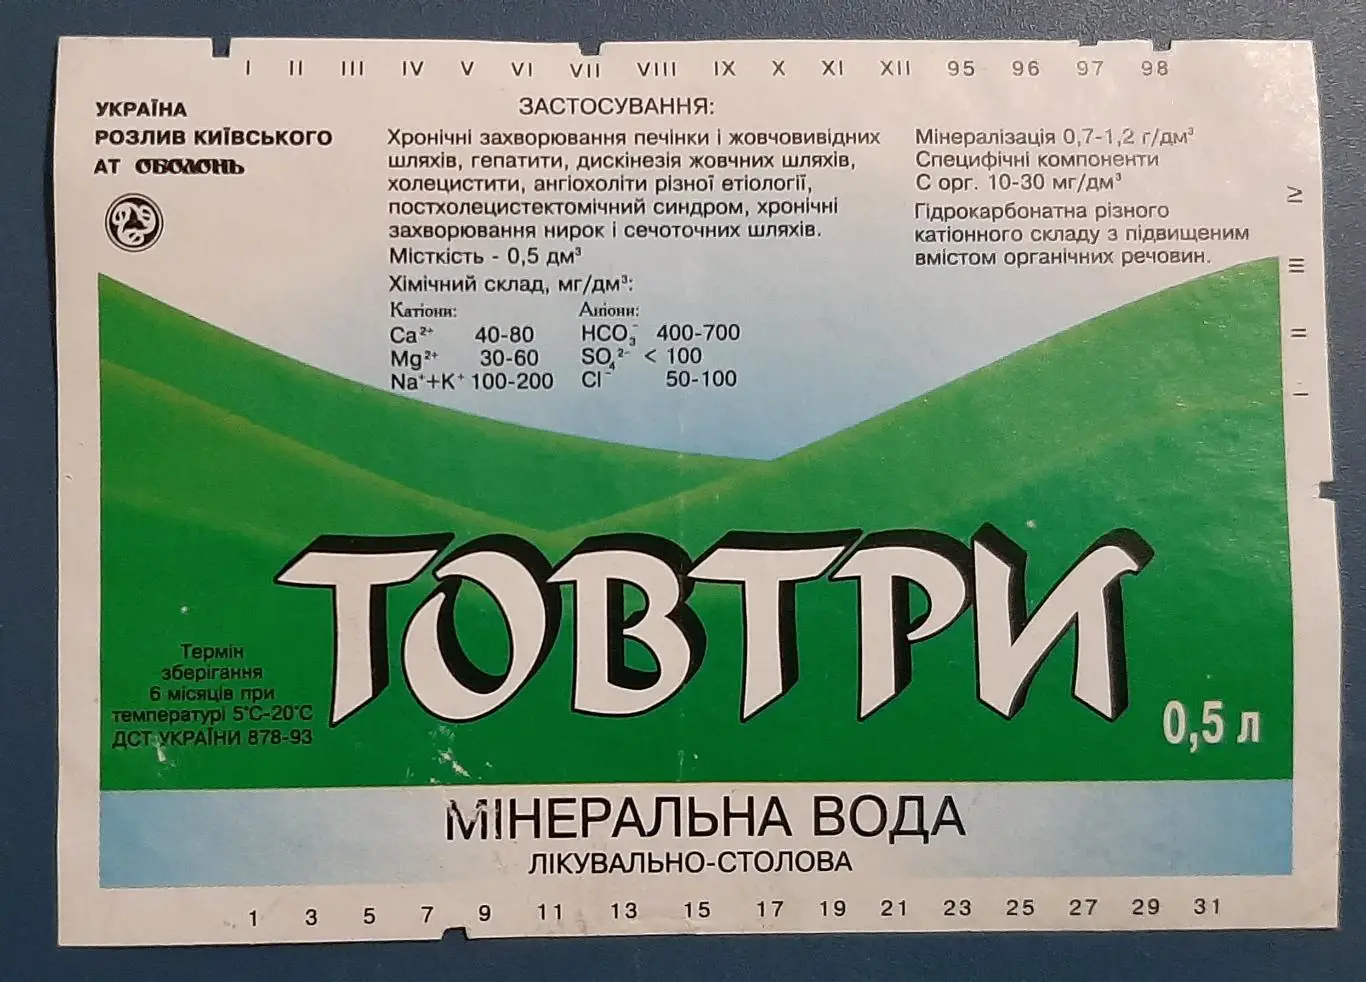 I II III IV V VI VII VIII IX X XI XII 95 96 97 98
УКРАЇНА
РОЗЛИВ КИЇВСЬКОГО
АТ ОБОЛОНЬ
ЗАСТОСУВАННЯ:
Хронічні захворювання печінки і жовчовивідних
шляхів, гепатити, дискінезія жовчних шляхів,
холецистити, ангіохоліти різної етіології,
постхолецистектомічний синдром, хронічні
захворювання нирок і сечоточних шляхів.
Місткість - 0,5 дм³
Хімічний склад, мг/дм³:
Катіони: Аніони:
Ca²⁺ 40-80 HCO₃⁻ 400-700
Mg²⁺ 30-60 SO₄²⁻ < 100
Na⁺+K⁺ 100-200 Cl⁻ 50-100
Мінералізація 0,7-1,2 г/дм³
Специфічні компоненти
С орг. 10-30 мг/дм³
Гідрокарбонатна різного
катіонного складу з підвищеним
вмістом органічних речовин.
IV
III
II
I
ТОВТРИ
Термін
зберігання
6 місяців при
температурі 5°С-20°С
ДСТ УКРАЇНИ 878-93
0,5 л
МІНЕРАЛЬНА ВОДА
ЛІКУВАЛЬНО-СТОЛОВА
1 3 5 7 9 11 13 15 17 19 21 23 25 27 29 31